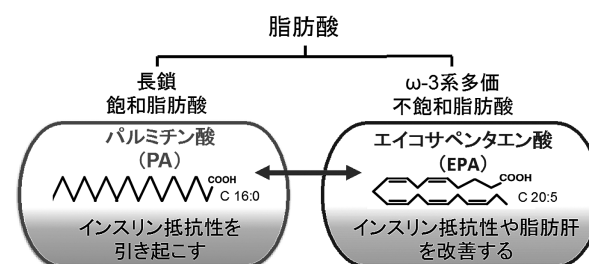 脂肪酸
長鎖
飽和脂肪酸
パルミチン酸
(PA)
COOH
C 16:0
インスリン抵抗性を
引き起こす
ω-3系多価
不飽和脂肪酸
エイコサペンタエン酸
(EPA)
COOH
C 20:5
インスリン抵抗性や脂肪肝
を改善する